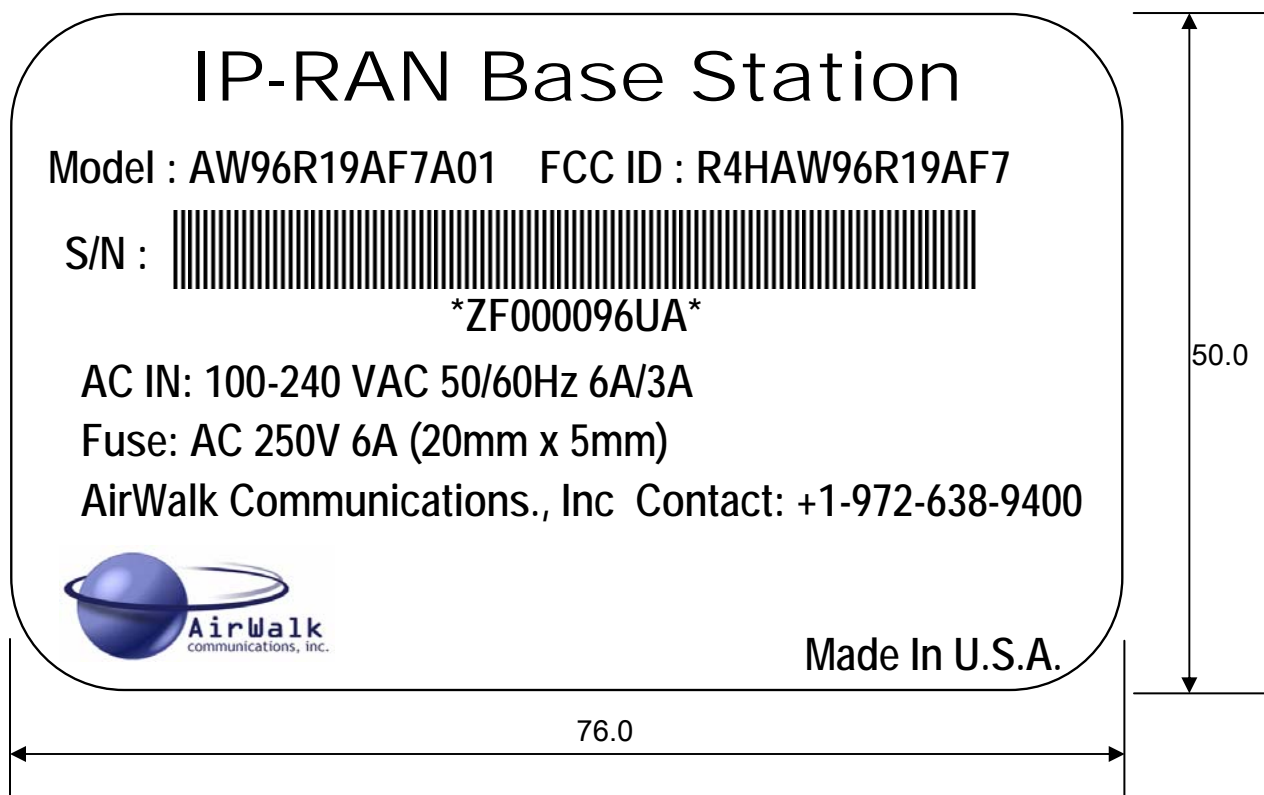 IP-RAN Base Station
Model : AW96R19AF7A01 FCC ID : R4HAW96R19AF7
S/N :
*ZF000096UA*
50.0
AC IN: 100-240 VAC 50/60Hz 6A/3A
Fuse: AC 250V 6A (20mm x 5mm)
AirWalk Communications., Inc Contact: +1-972-638-9400
AirWalk
communications, inc.
Made In U.S.A.
76.0